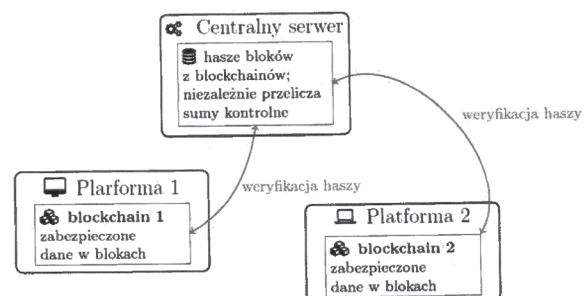 Centralny serwer
hasze bloków
z blockchainów;
niezależnie przelicza
sumy kontrolne
weryfikacja haszy
weryfikacja haszy
Plarforma 1
blockchain 1
zabezpieczone
dane w blokach
Platforma 2
blockchain 2
zabezpieczone
dane w blokach